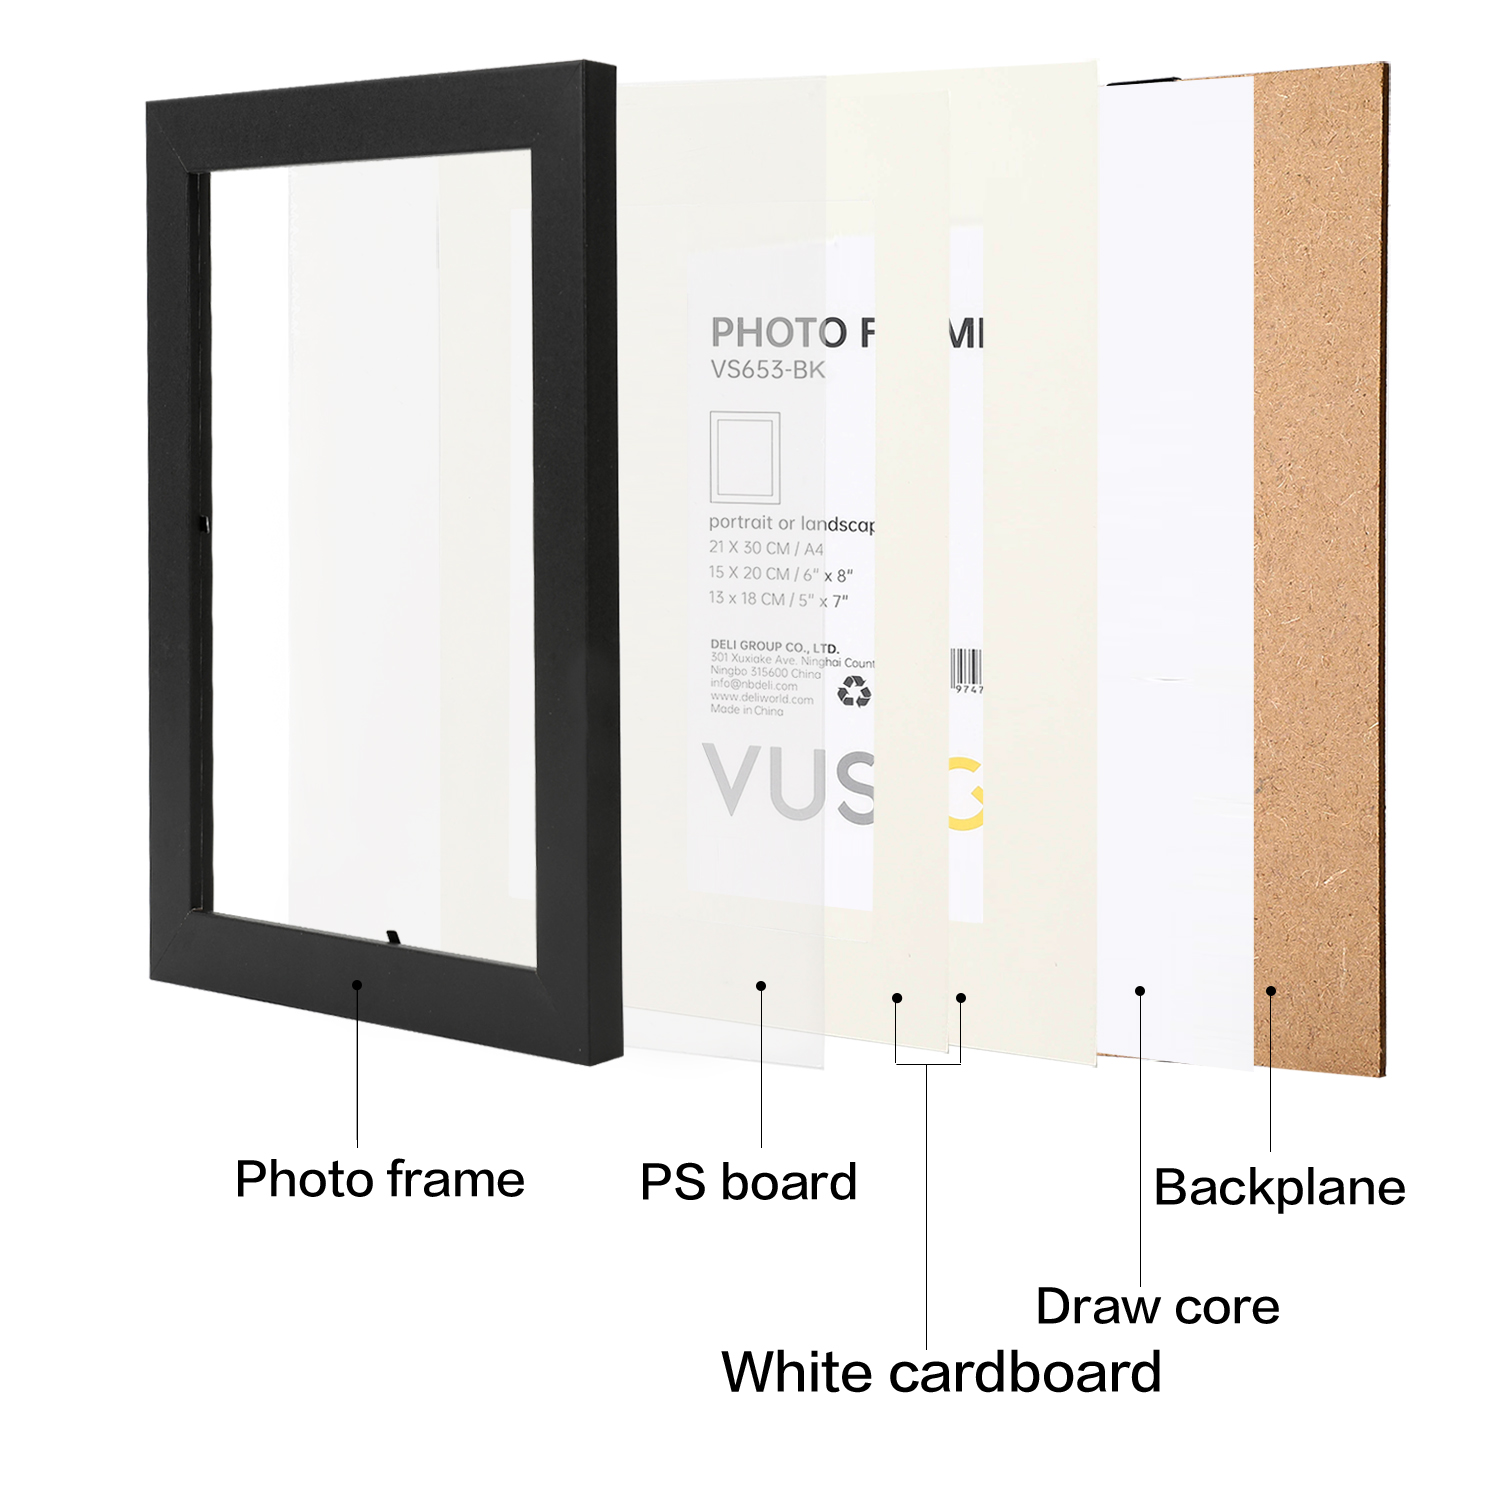 PHOTO F MI
VS653-BK
portrait or landscap
21 X 30 CM / A4
15 X 20 CM / 6" x 8"
13 x 18 CM / 5" x 7"
DELI GROUP CO., LTD.
301 Xuxiake Ave. Ninghai Count
Ningbo 315600 China
info@nbdeli.com
www.deliworld.com
Made in China
9747
VUS G
Photo frame
PS board
Backplane
Draw core
White cardboard